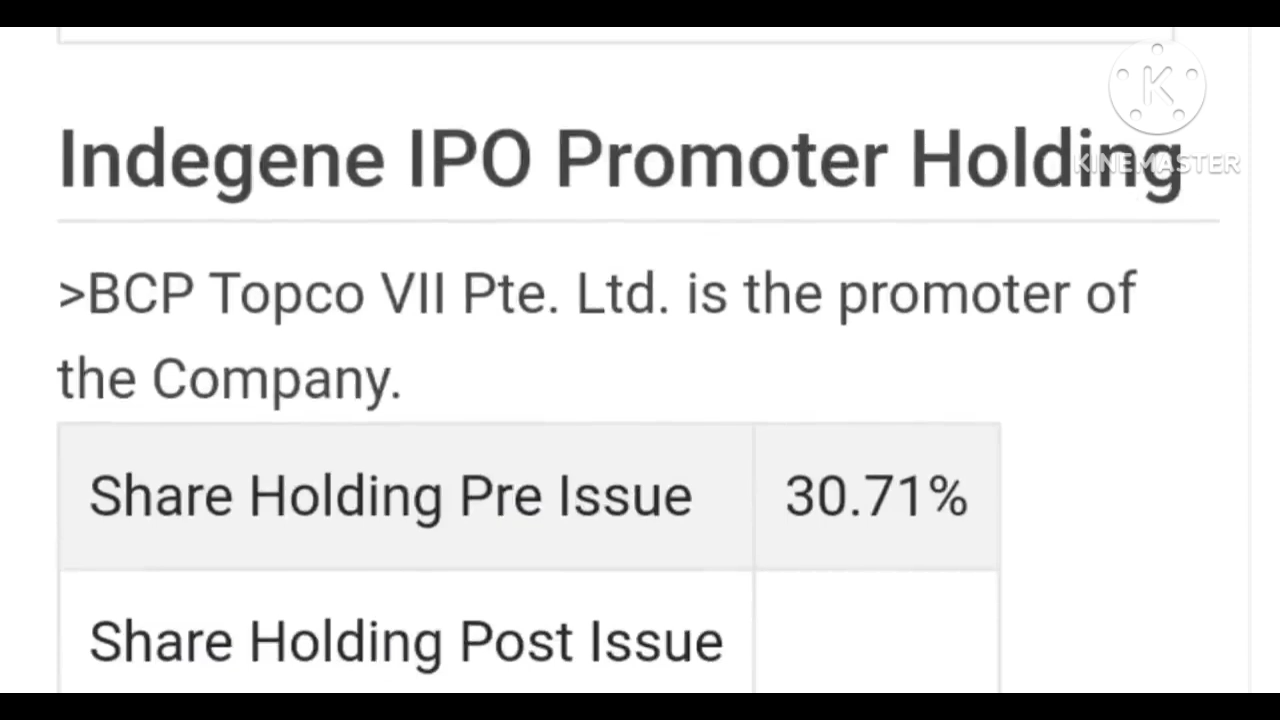 Indegene IPO Promoter Holding
KINEMASTER
>BCP Topco VII Pte. Ltd. is the promoter of
the Company.
Share Holding Pre Issue 30.71%
Share Holding Post Issue